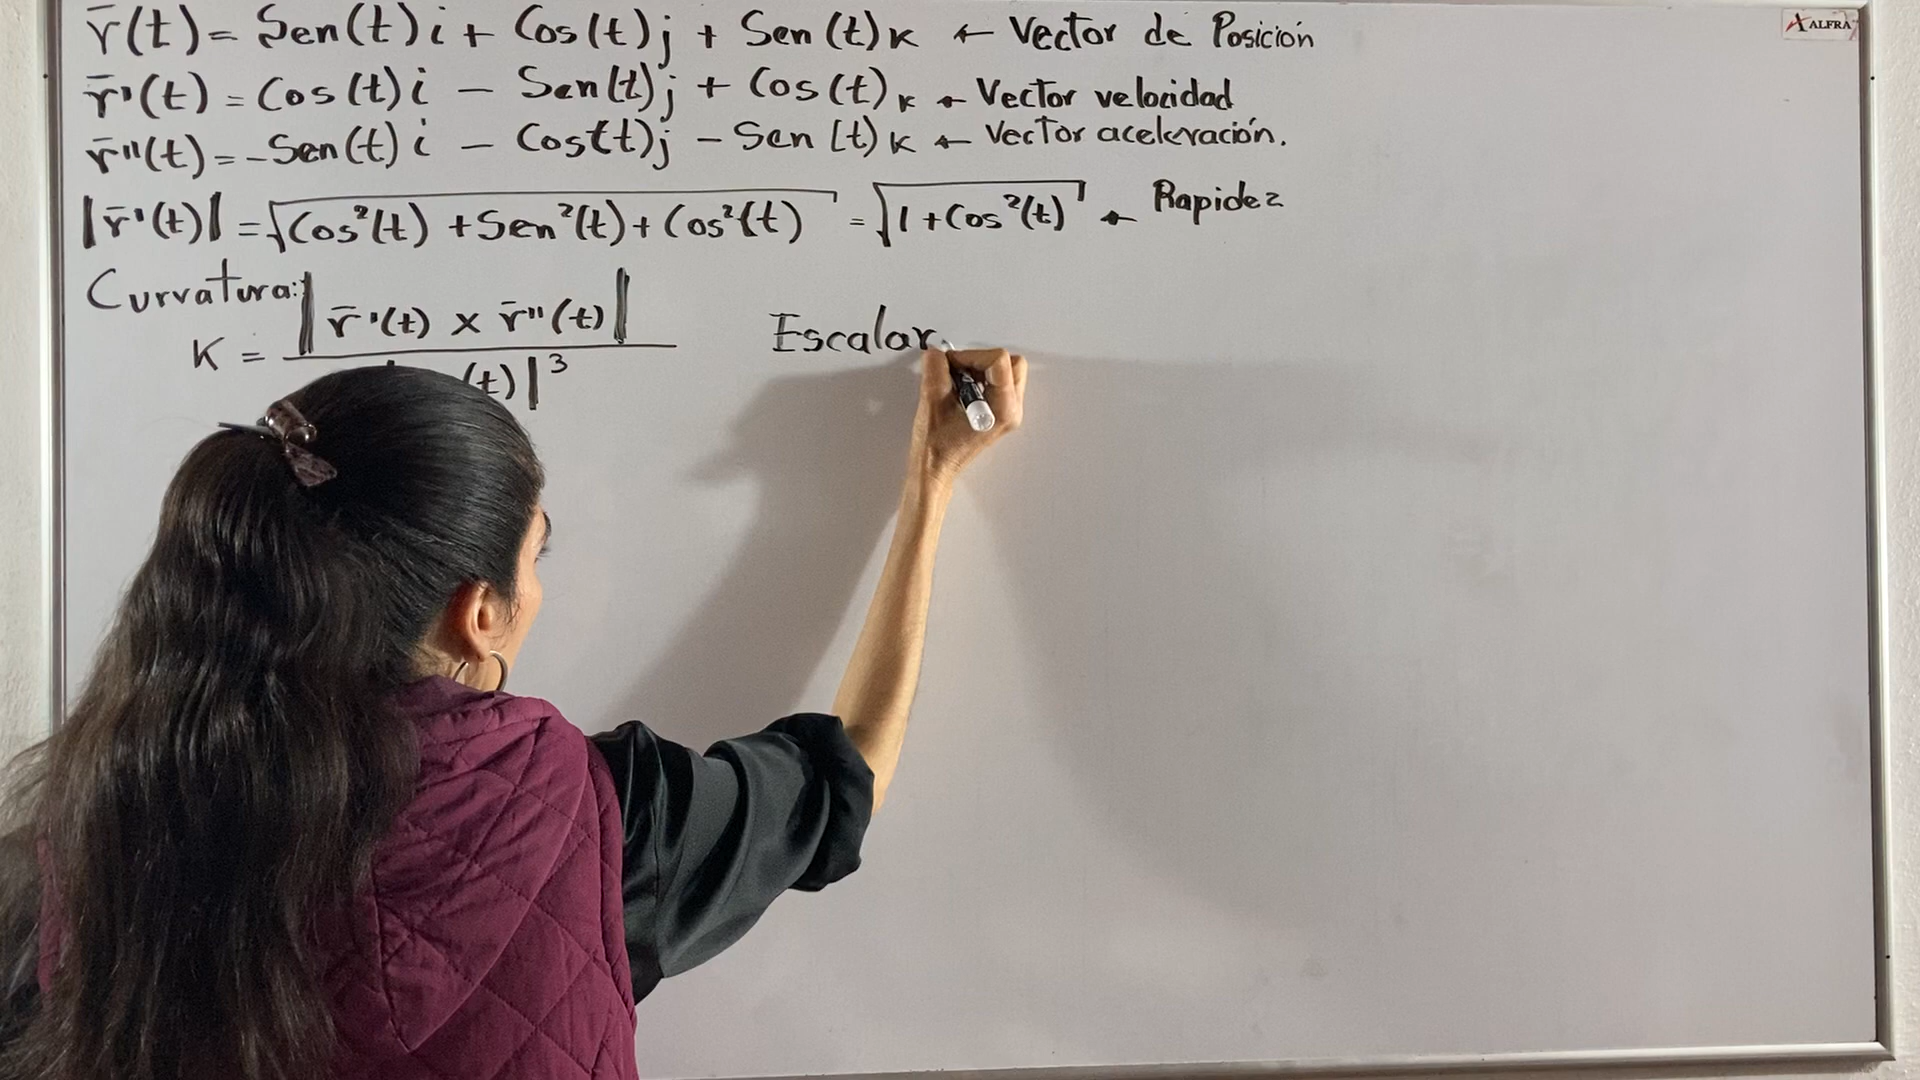 r̄(t) = Sen(t)i + Cos(t)j + Sen(t)k ← Vector de Posición
r̄'(t) = Cos(t)i – Sen(t)j + Cos(t)k ← Vector velocidad
r̄''(t) = -Sen(t)i – Cos(t)j – Sen(t)k ← Vector aceleración.
|r̄'(t)| = √(Cos²(t) + Sen²(t) + Cos²(t)) = √(1 + Cos²(t)) ← Rapidez
Curvatura:
K = |r̄'(t) x r̄''(t)|
(t)|³
Escalar
ALFRA